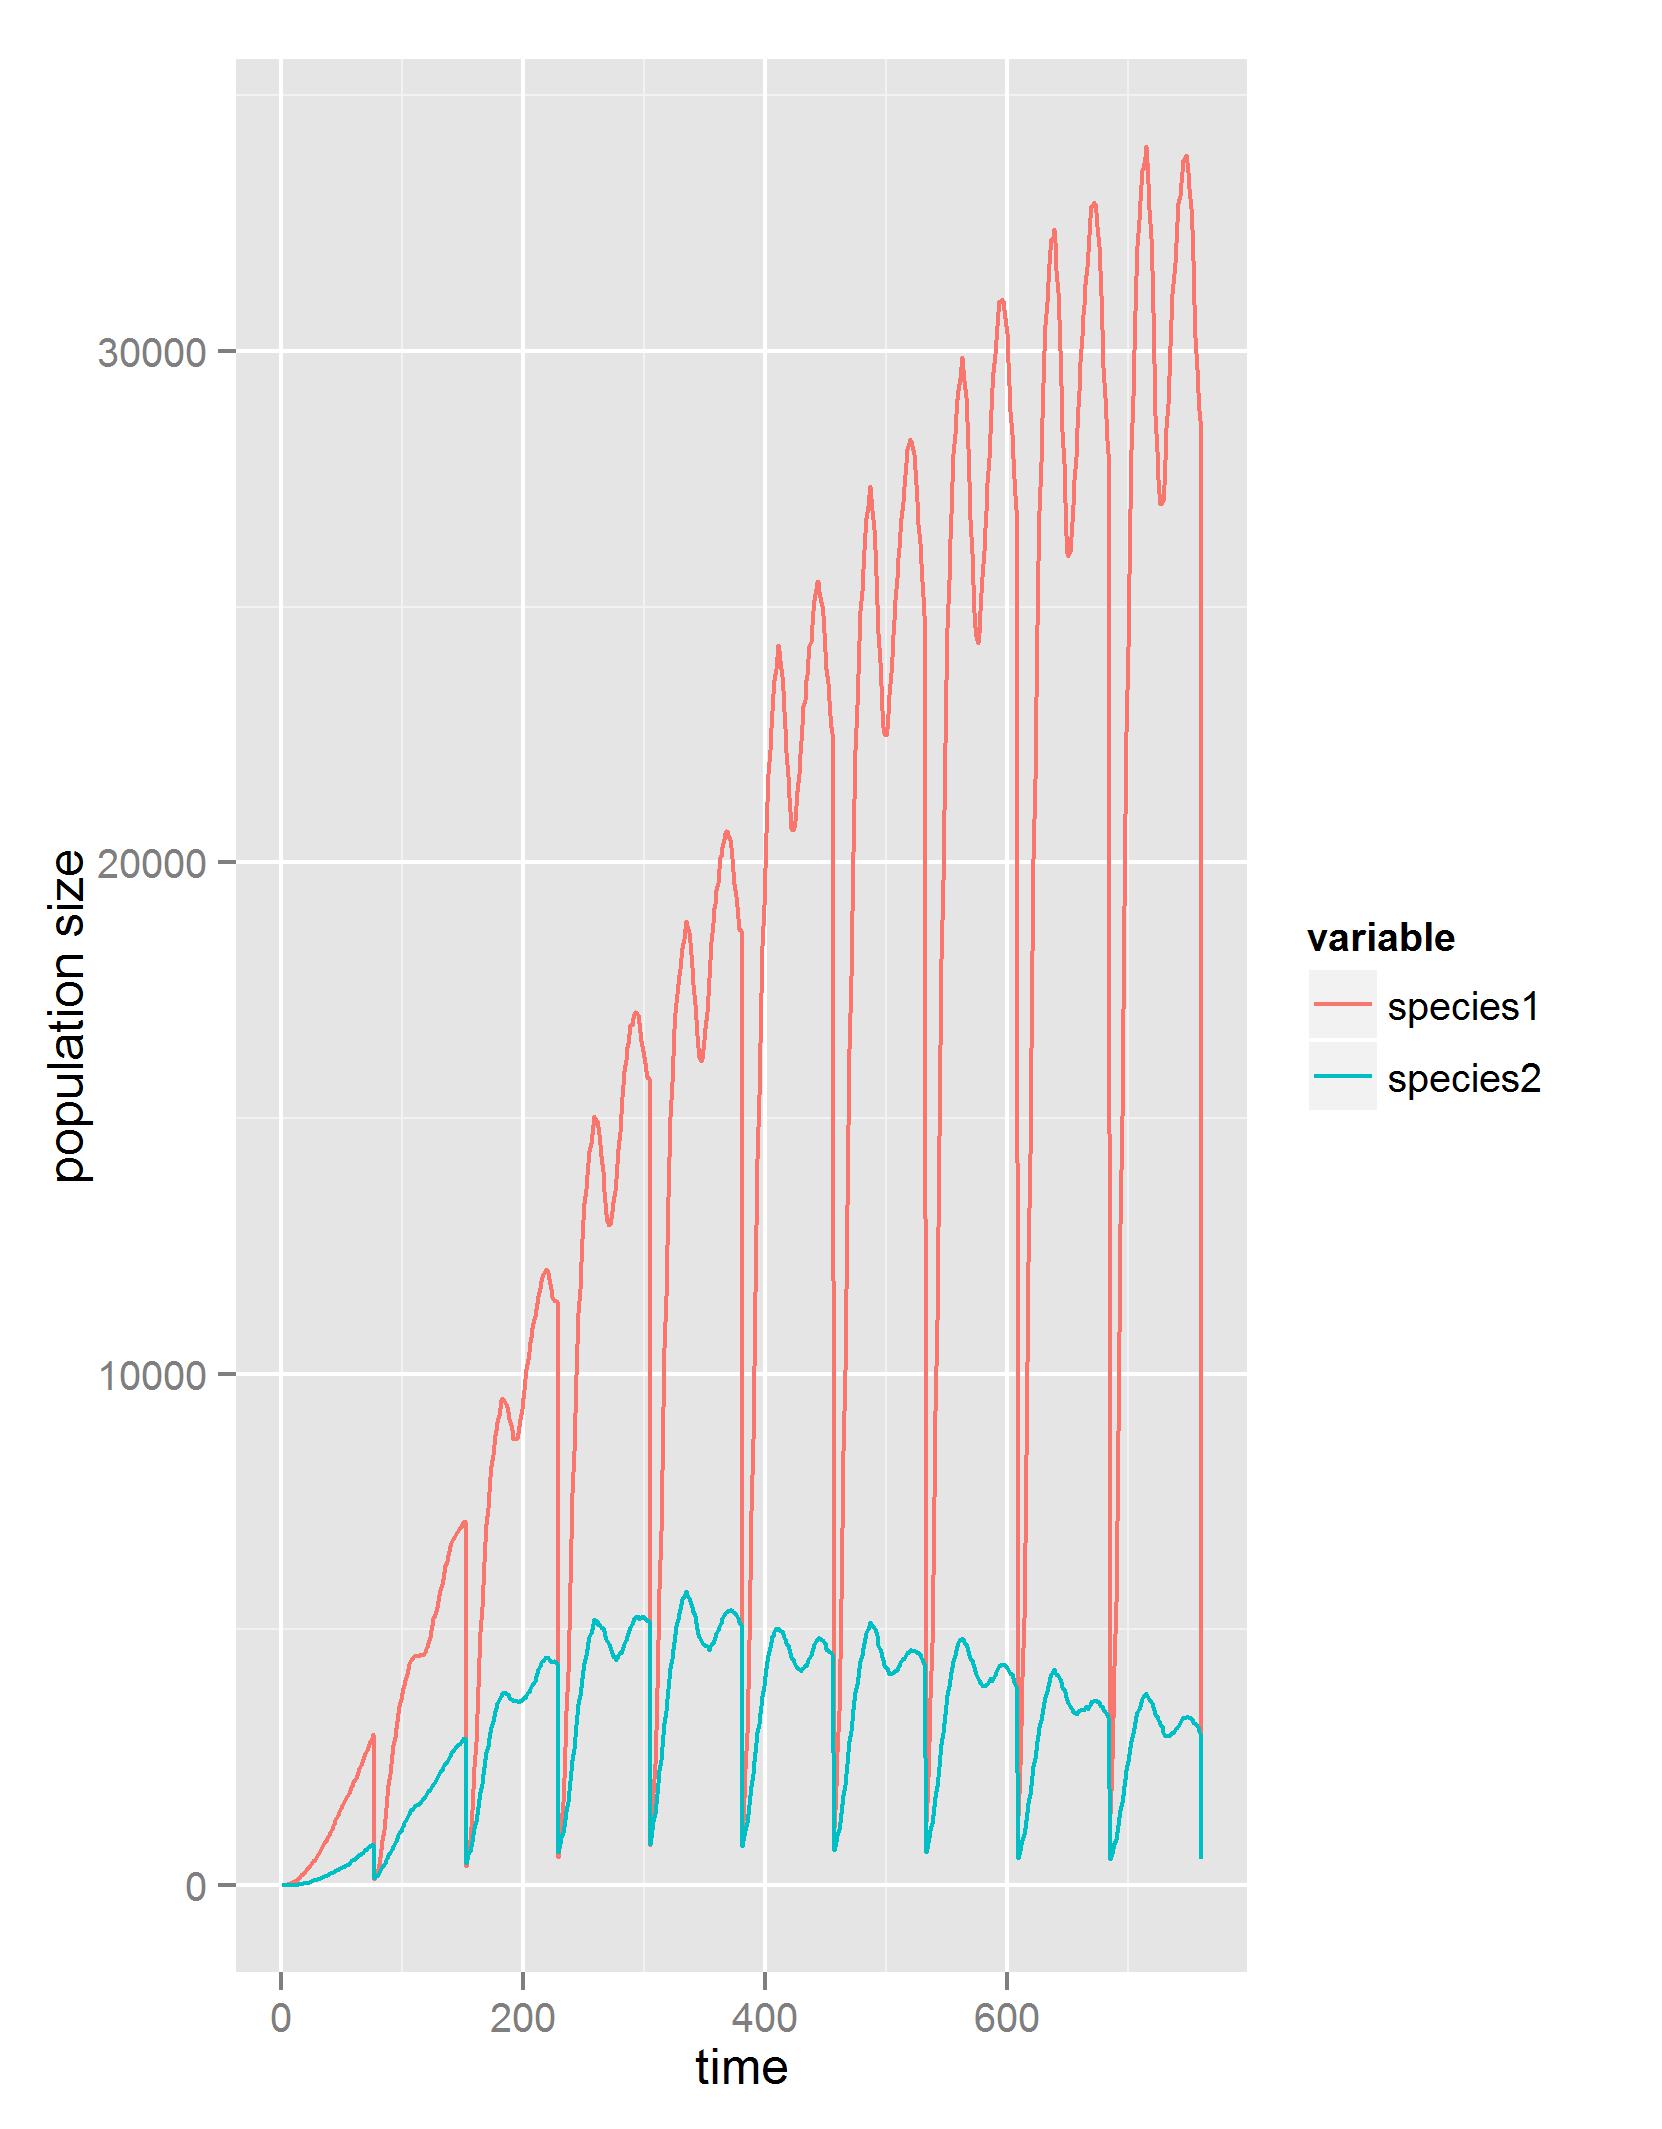 population size
30000
20000
10000
0
0 200 400 600
time
variable
species1
species2